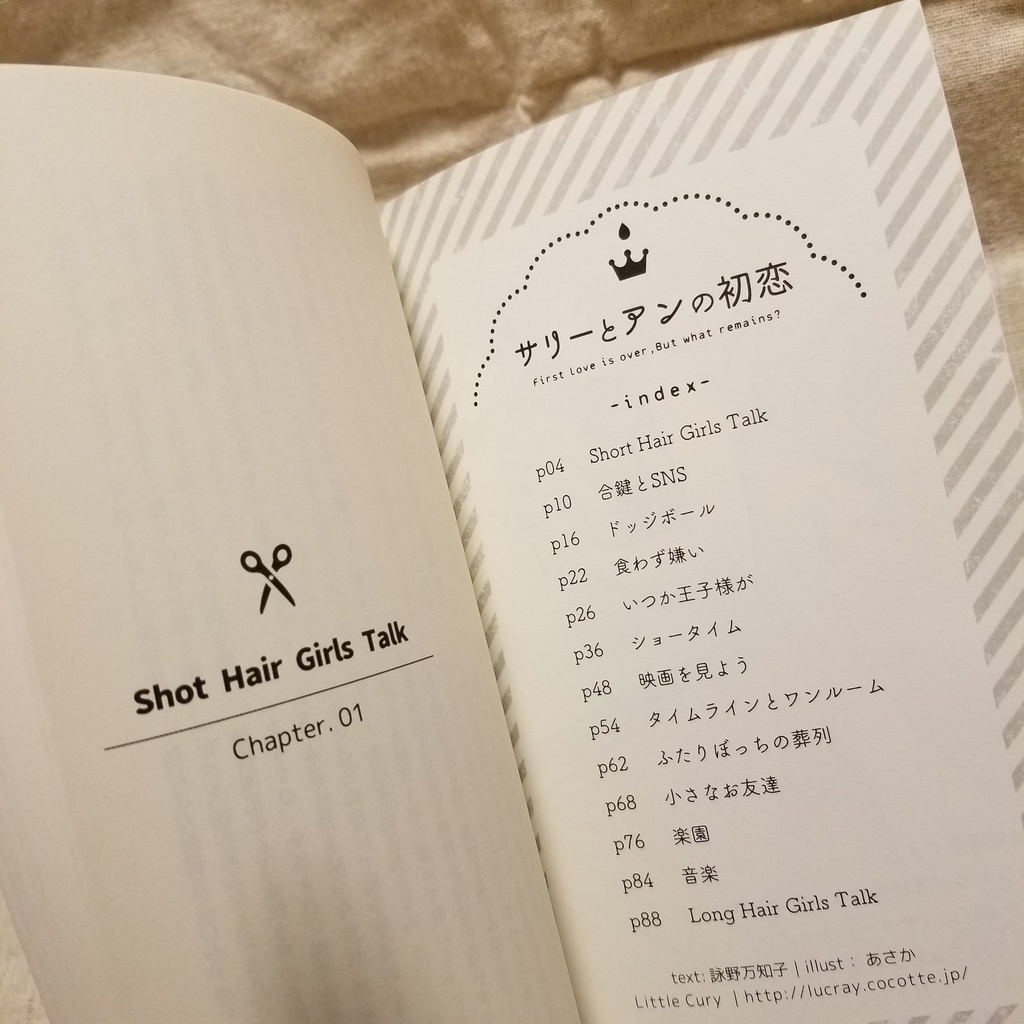 Shot Hair Girls Talk
Chapter. 01
サリーとアンの初恋
First Love is over,But what remains?
-index-
p04 Short Hair Girls Talk
p10 合鍵とSNS
p16 ドッジボール
p22 食わず嫌い
p26 いつか王子様が
p36 ショータイム
p48 映画を見よう
p54 タイムラインとワンルーム
p62 ふたりぼっちの葬列
p68 小さなお友達
p76 楽園
p84 音楽
p88 Long Hair Girls Talk
text: 詠野万知子 | illust : あさか
Little Cury | http://lucray.cocotte.jp/